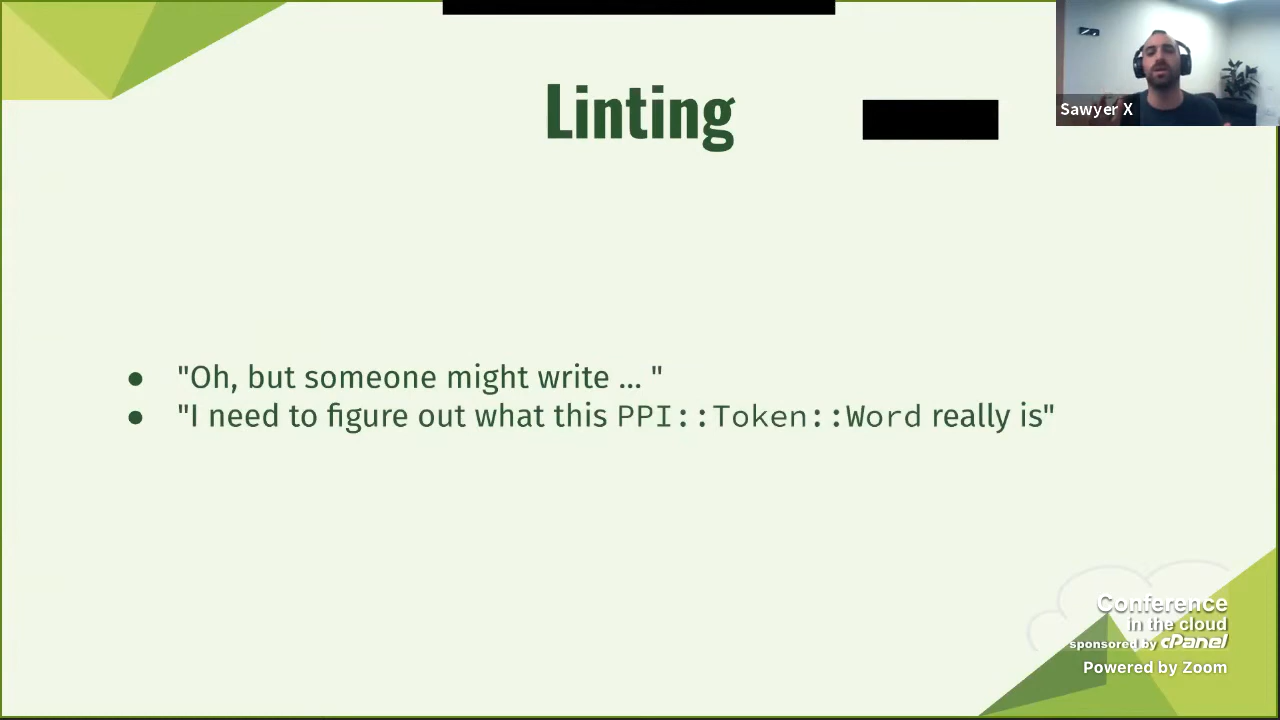 Linting
Sawyer X
● "Oh, but someone might write ... "
● "I need to figure out what this PPI::Token::Word really is"
Conference
in the cloud
sponsored by cPanel
Powered by Zoom